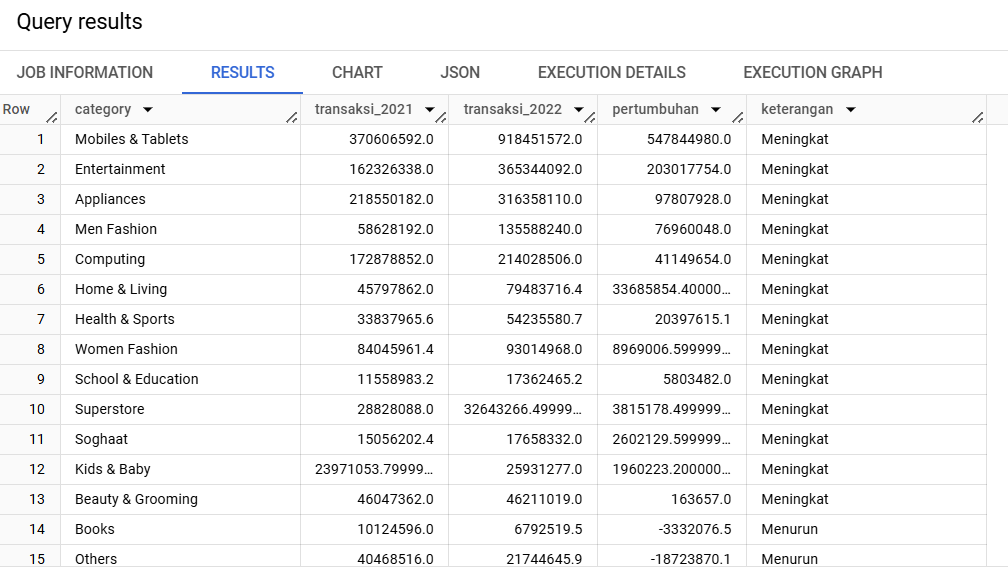 Query results
JOB INFORMATION RESULTS CHART JSON EXECUTION DETAILS EXECUTION GRAPH
Row category transaksi_2021 transaksi_2022 pertumbuhan keterangan
1 Mobiles & Tablets 370606592.0 918451572.0 547844980.0 Meningkat
2 Entertainment 162326338.0 365344092.0 203017754.0 Meningkat
3 Appliances 218550182.0 316358110.0 97807928.0 Meningkat
4 Men Fashion 58628192.0 135588240.0 76960048.0 Meningkat
5 Computing 172878852.0 214028506.0 41149654.0 Meningkat
6 Home & Living 45797862.0 79483716.4 33685854.40000… Meningkat
7 Health & Sports 33837965.6 54235580.7 20397615.1 Meningkat
8 Women Fashion 84045961.4 93014968.0 8969006.599999… Meningkat
9 School & Education 11558983.2 17362465.2 5803482.0 Meningkat
10 Superstore 28828088.0 32643266.49999… 3815178.499999… Meningkat
11 Soghaat 15056202.4 17658332.0 2602129.599999… Meningkat
12 Kids & Baby 23971053.79999… 25931277.0 1960223.200000… Meningkat
13 Beauty & Grooming 46047362.0 46211019.0 163657.0 Meningkat
14 Books 10124596.0 6792519.5 -3332076.5 Menurun
15 Others 40468516.0 21744645.9 -18723870.1 Menurun